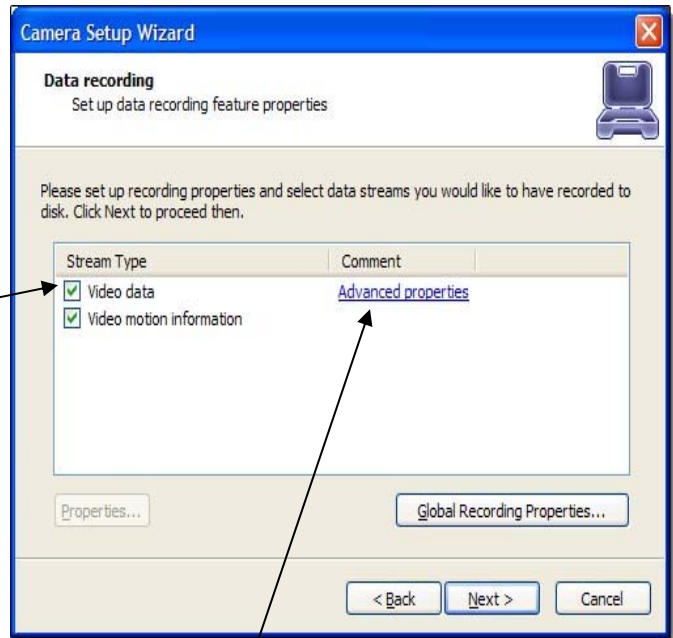 Camera Setup Wizard
Data recording
Set up data recording feature properties
Please set up recording properties and select data streams you would like to have recorded to
disk. Click Next to proceed then.
Stream Type Comment
Video data Advanced properties
Video motion information
Properties... Global Recording Properties...
< Back Next > Cancel